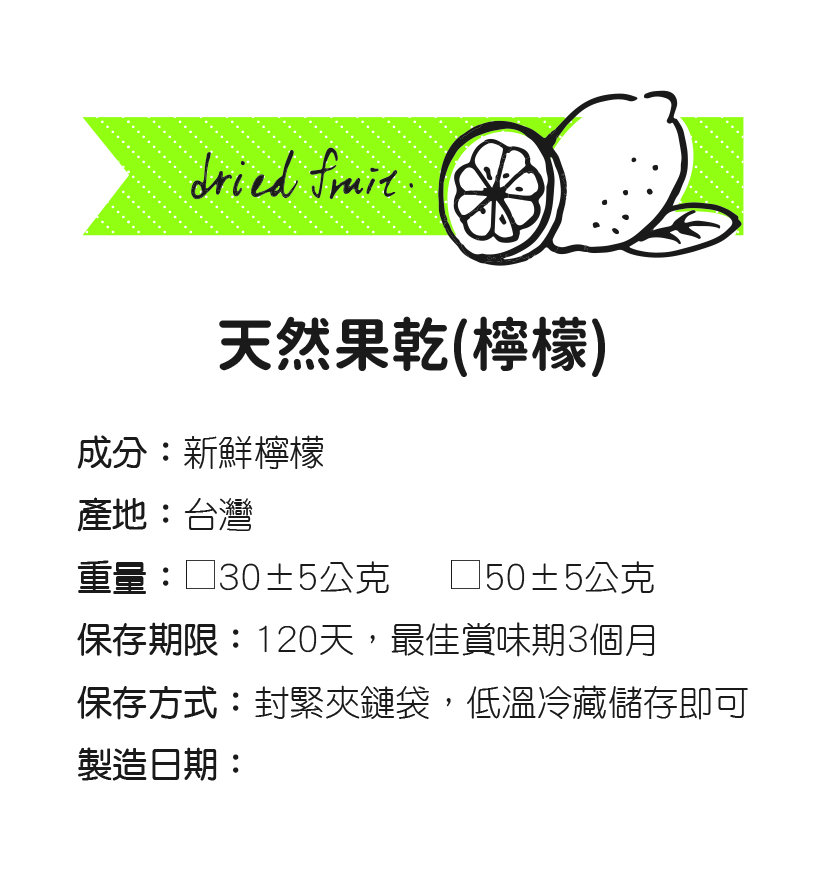 dried fruit.
天然果乾(檸檬)
成分：新鮮檸檬
產地：台灣
重量：□30±5公克 □50±5公克
保存期限：120天，最佳賞味期3個月
保存方式：封緊夾鏈袋，低溫冷藏儲存即可
製造日期：